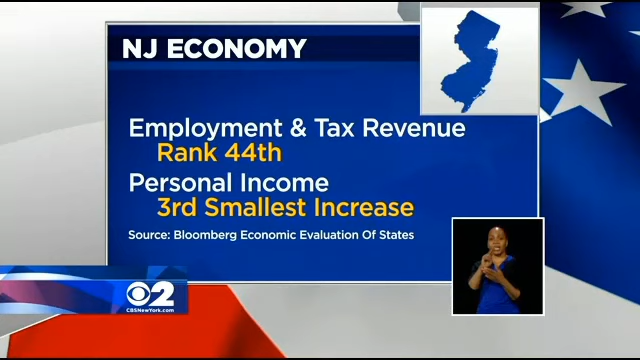 NJ ECONOMY
Employment & Tax Revenue
Rank 44th
Personal Income
3rd Smallest Increase
Source: Bloomberg Economic Evaluation Of States
2
CBSNewYork.com